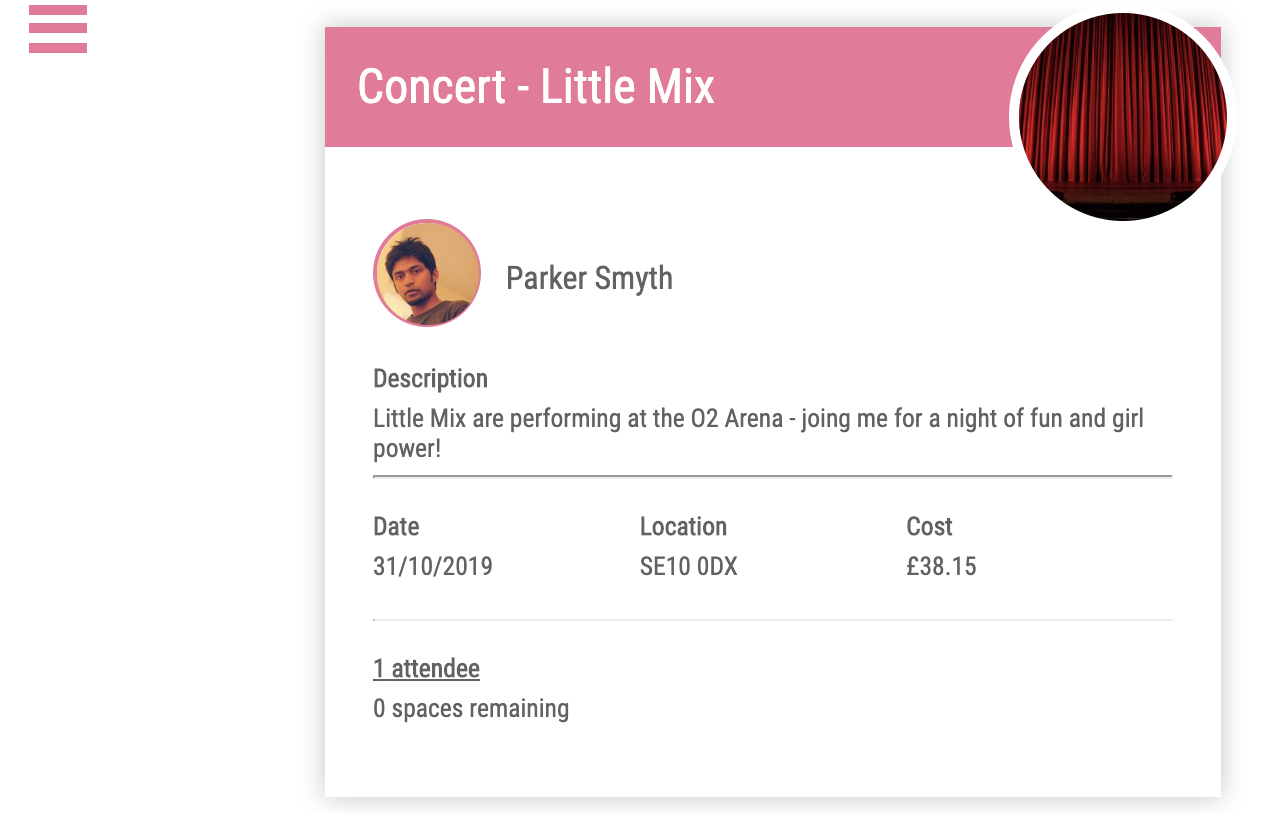 Concert - Little Mix
Parker Smyth
Description
Little Mix are performing at the O2 Arena - joing me for a night of fun and girl
power!
Date Location Cost
31/10/2019 SE10 0DX £38.15
1 attendee
0 spaces remaining